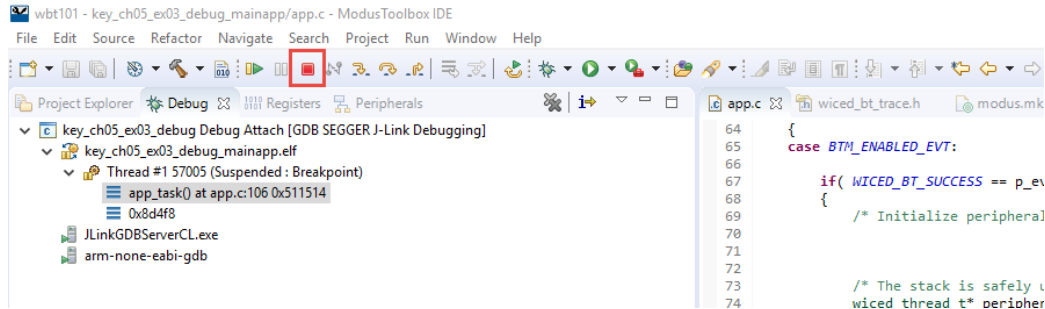 wbt101 - key_ch05_ex03_debug_mainapp/app.c - ModusToolbox IDE
File Edit Source Refactor Navigate Search Project Run Window Help
Project Explorer Debug Registers Peripherals app.c wiced_bt_trace.h modus.mk
key_ch05_ex03_debug Debug Attach [GDB SEGGER J-Link Debugging]
key_ch05_ex03_debug_mainapp.elf
Thread #1 57005 (Suspended : Breakpoint)
app_task() at app.c:106 0x511514
0x8d4f8
JLinkGDBServerCL.exe
arm-none-eabi-gdb
64 {
65 case BTM_ENABLED_EVT:
66
67 if( WICED_BT_SUCCESS == p_ev
68 {
69 /* Initialize peripheral
70
71
72
73 /* The stack is safely u
74 wiced_thread_t* peripher